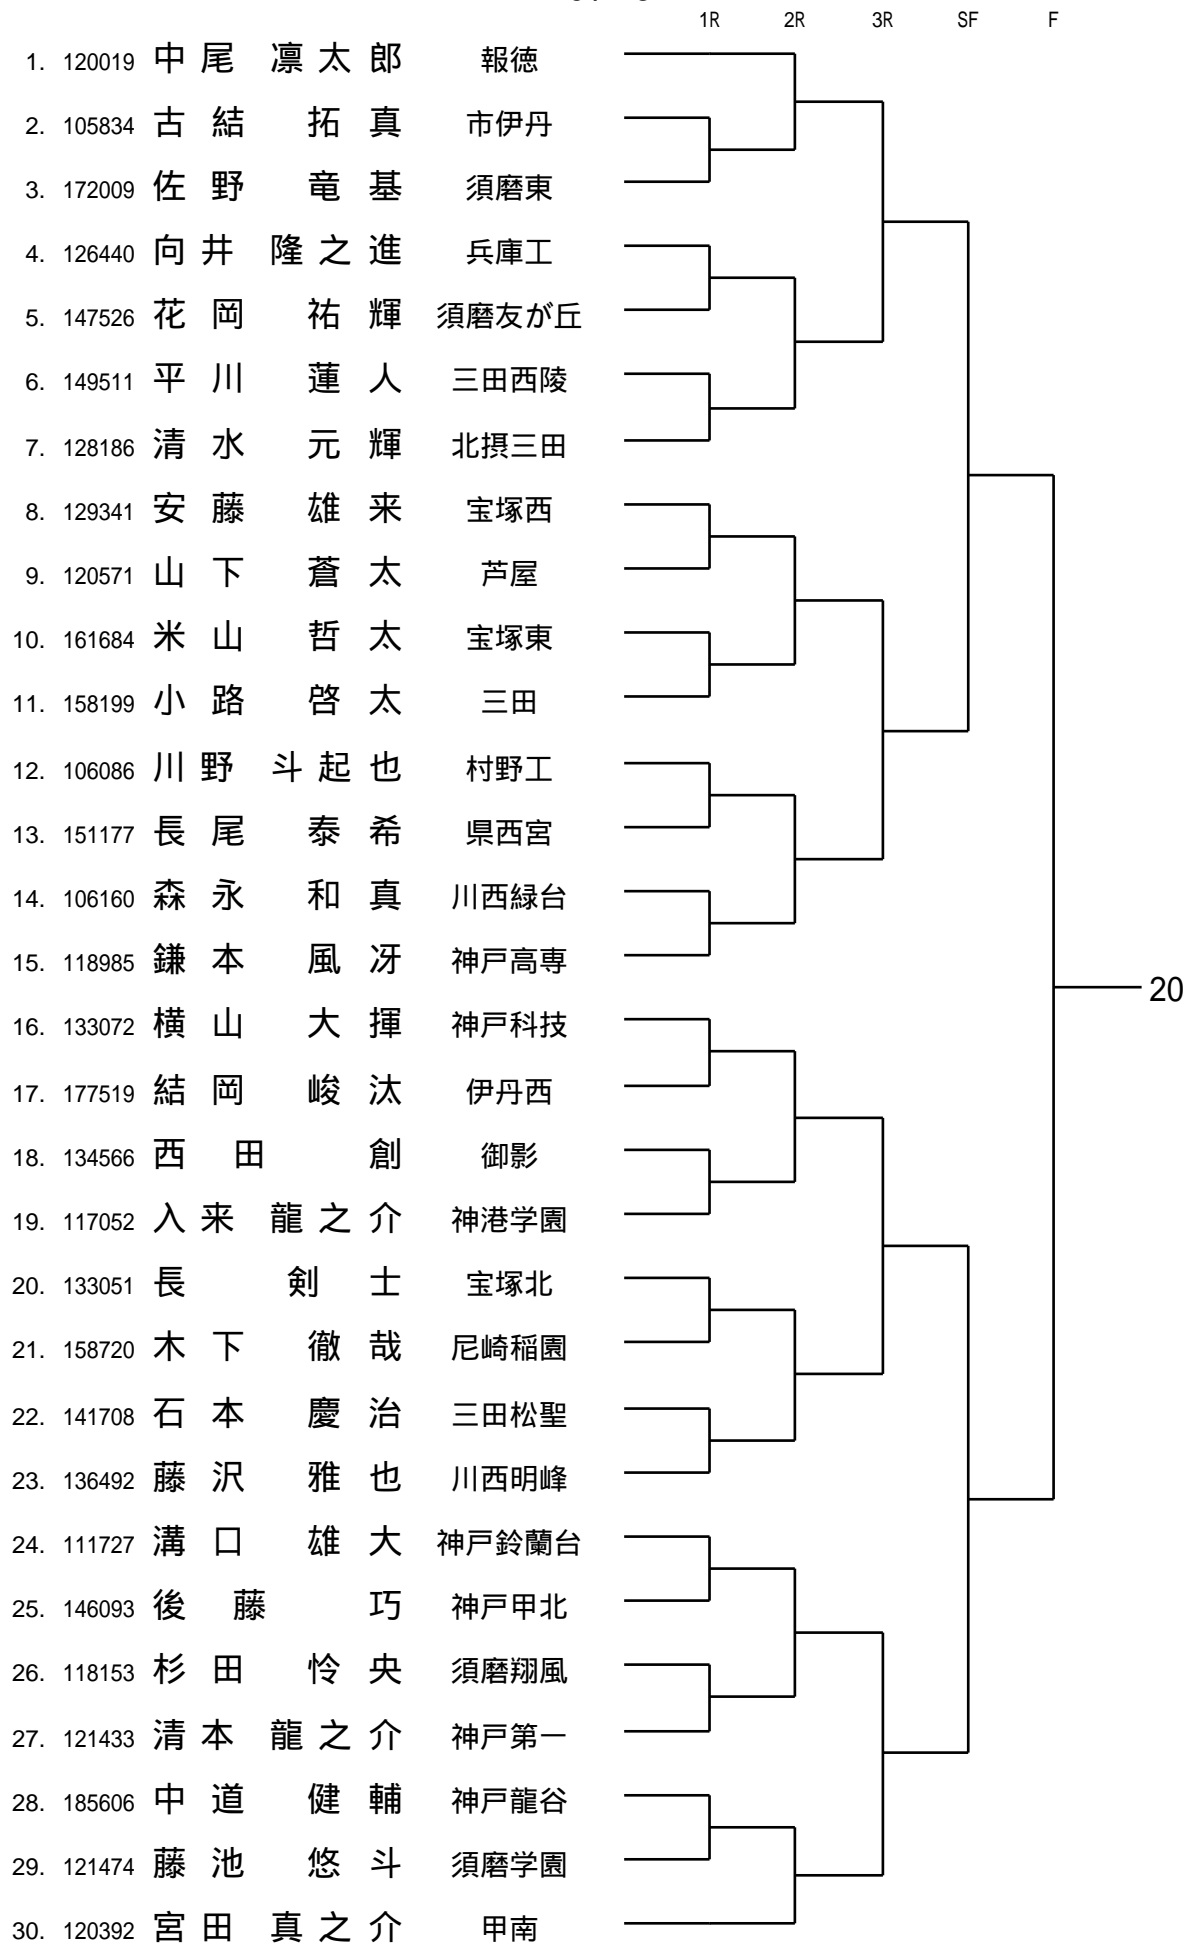 1R 2R 3R SF F
1. 120019 中尾 凛太郎 報徳
2. 105834 古結 拓真 市伊丹
3. 172009 佐野 竜基 須磨東
4. 126440 向井 隆之進 兵庫工
5. 147526 花岡 祐輝 須磨友が丘
6. 149511 平川 蓮人 三田西陵
7. 128186 清水 元輝 北摂三田
8. 129341 安藤 雄来 宝塚西
9. 120571 山下 蒼太 芦屋
10. 161684 米山 哲太 宝塚東
11. 158199 小路 啓太 三田
12. 106086 川野 斗起也 村野工
13. 151177 長尾 泰希 県西宮
14. 106160 森永 和真 川西緑台
15. 118985 鎌本 風冴 神戸高専
20
16. 133072 横山 大揮 神戸科技
17. 177519 結岡 峻汰 伊丹西
18. 134566 西田 創 御影
19. 117052 入来 龍之介 神港学園
20. 133051 長 剣士 宝塚北
21. 158720 木下 徹哉 尼崎稲園
22. 141708 石本 慶治 三田松聖
23. 136492 藤沢 雅也 川西明峰
24. 111727 溝口 雄大 神戸鈴蘭台
25. 146093 後藤 巧 神戸甲北
26. 118153 杉田 怜央 須磨翔風
27. 121433 清本 龍之介 神戸第一
28. 185606 中道 健輔 神戸龍谷
29. 121474 藤池 悠斗 須磨学園
30. 120392 宮田 真之介 甲南